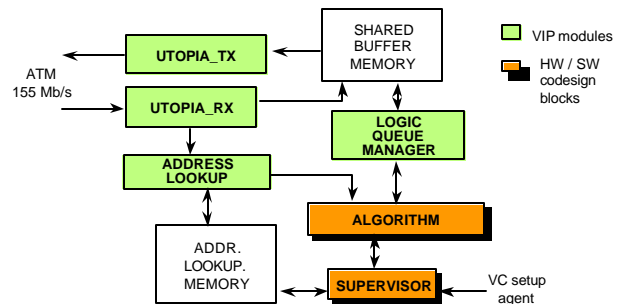 SHARED
BUFFER
MEMORY
VIP modules
HW / SW
codesign
blocks
UTOPIA_TX
ATM
155 Mb/s
UTOPIA_RX
LOGIC
QUEUE
MANAGER
ADDRESS
LOOKUP
ALGORITHM
ADDR.
LOOKUP.
MEMORY
SUPERVISOR
VC setup
agent